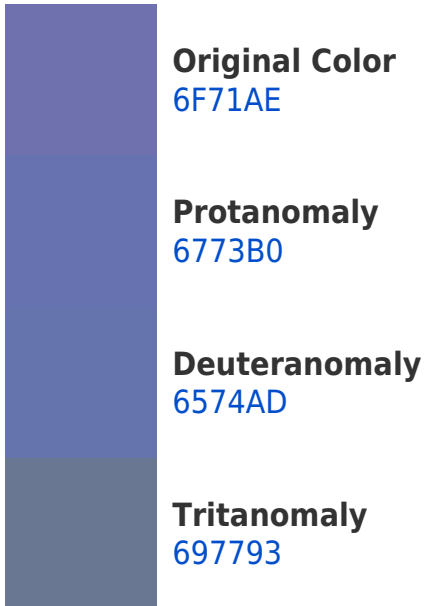 Original Color
6F71AE
Protanomaly
6773B0
Deuteranomaly
6574AD
Tritanomaly
697793